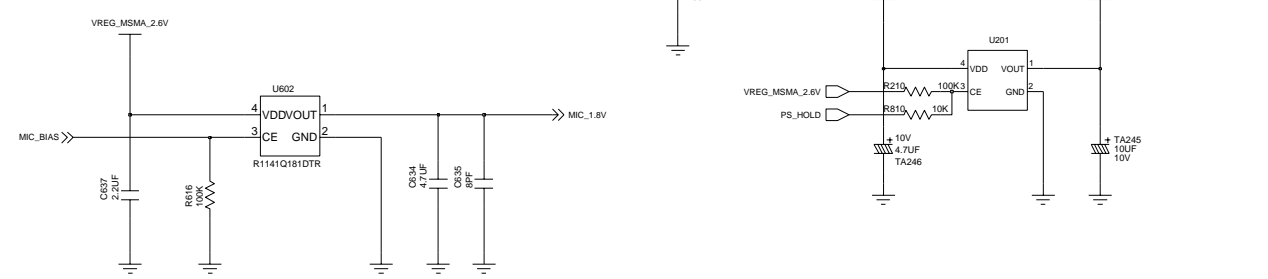 VREG_MSMA_2.6V
U602
4 VDD VOUT 1
MIC_BIAS
3 CE GND 2
MIC_1.8V
R1141Q181DTR
C637
2.2UF
R616
100K
C634
4.7UF
C635
8PF
U201
4 VDD VOUT 1
VREG_MSMA_2.6V
R210 100K 3 CE GND 2
PS_HOLD
R810 10K
+ 10V
4.7UF
TA246
+ TA245
10UF
10V